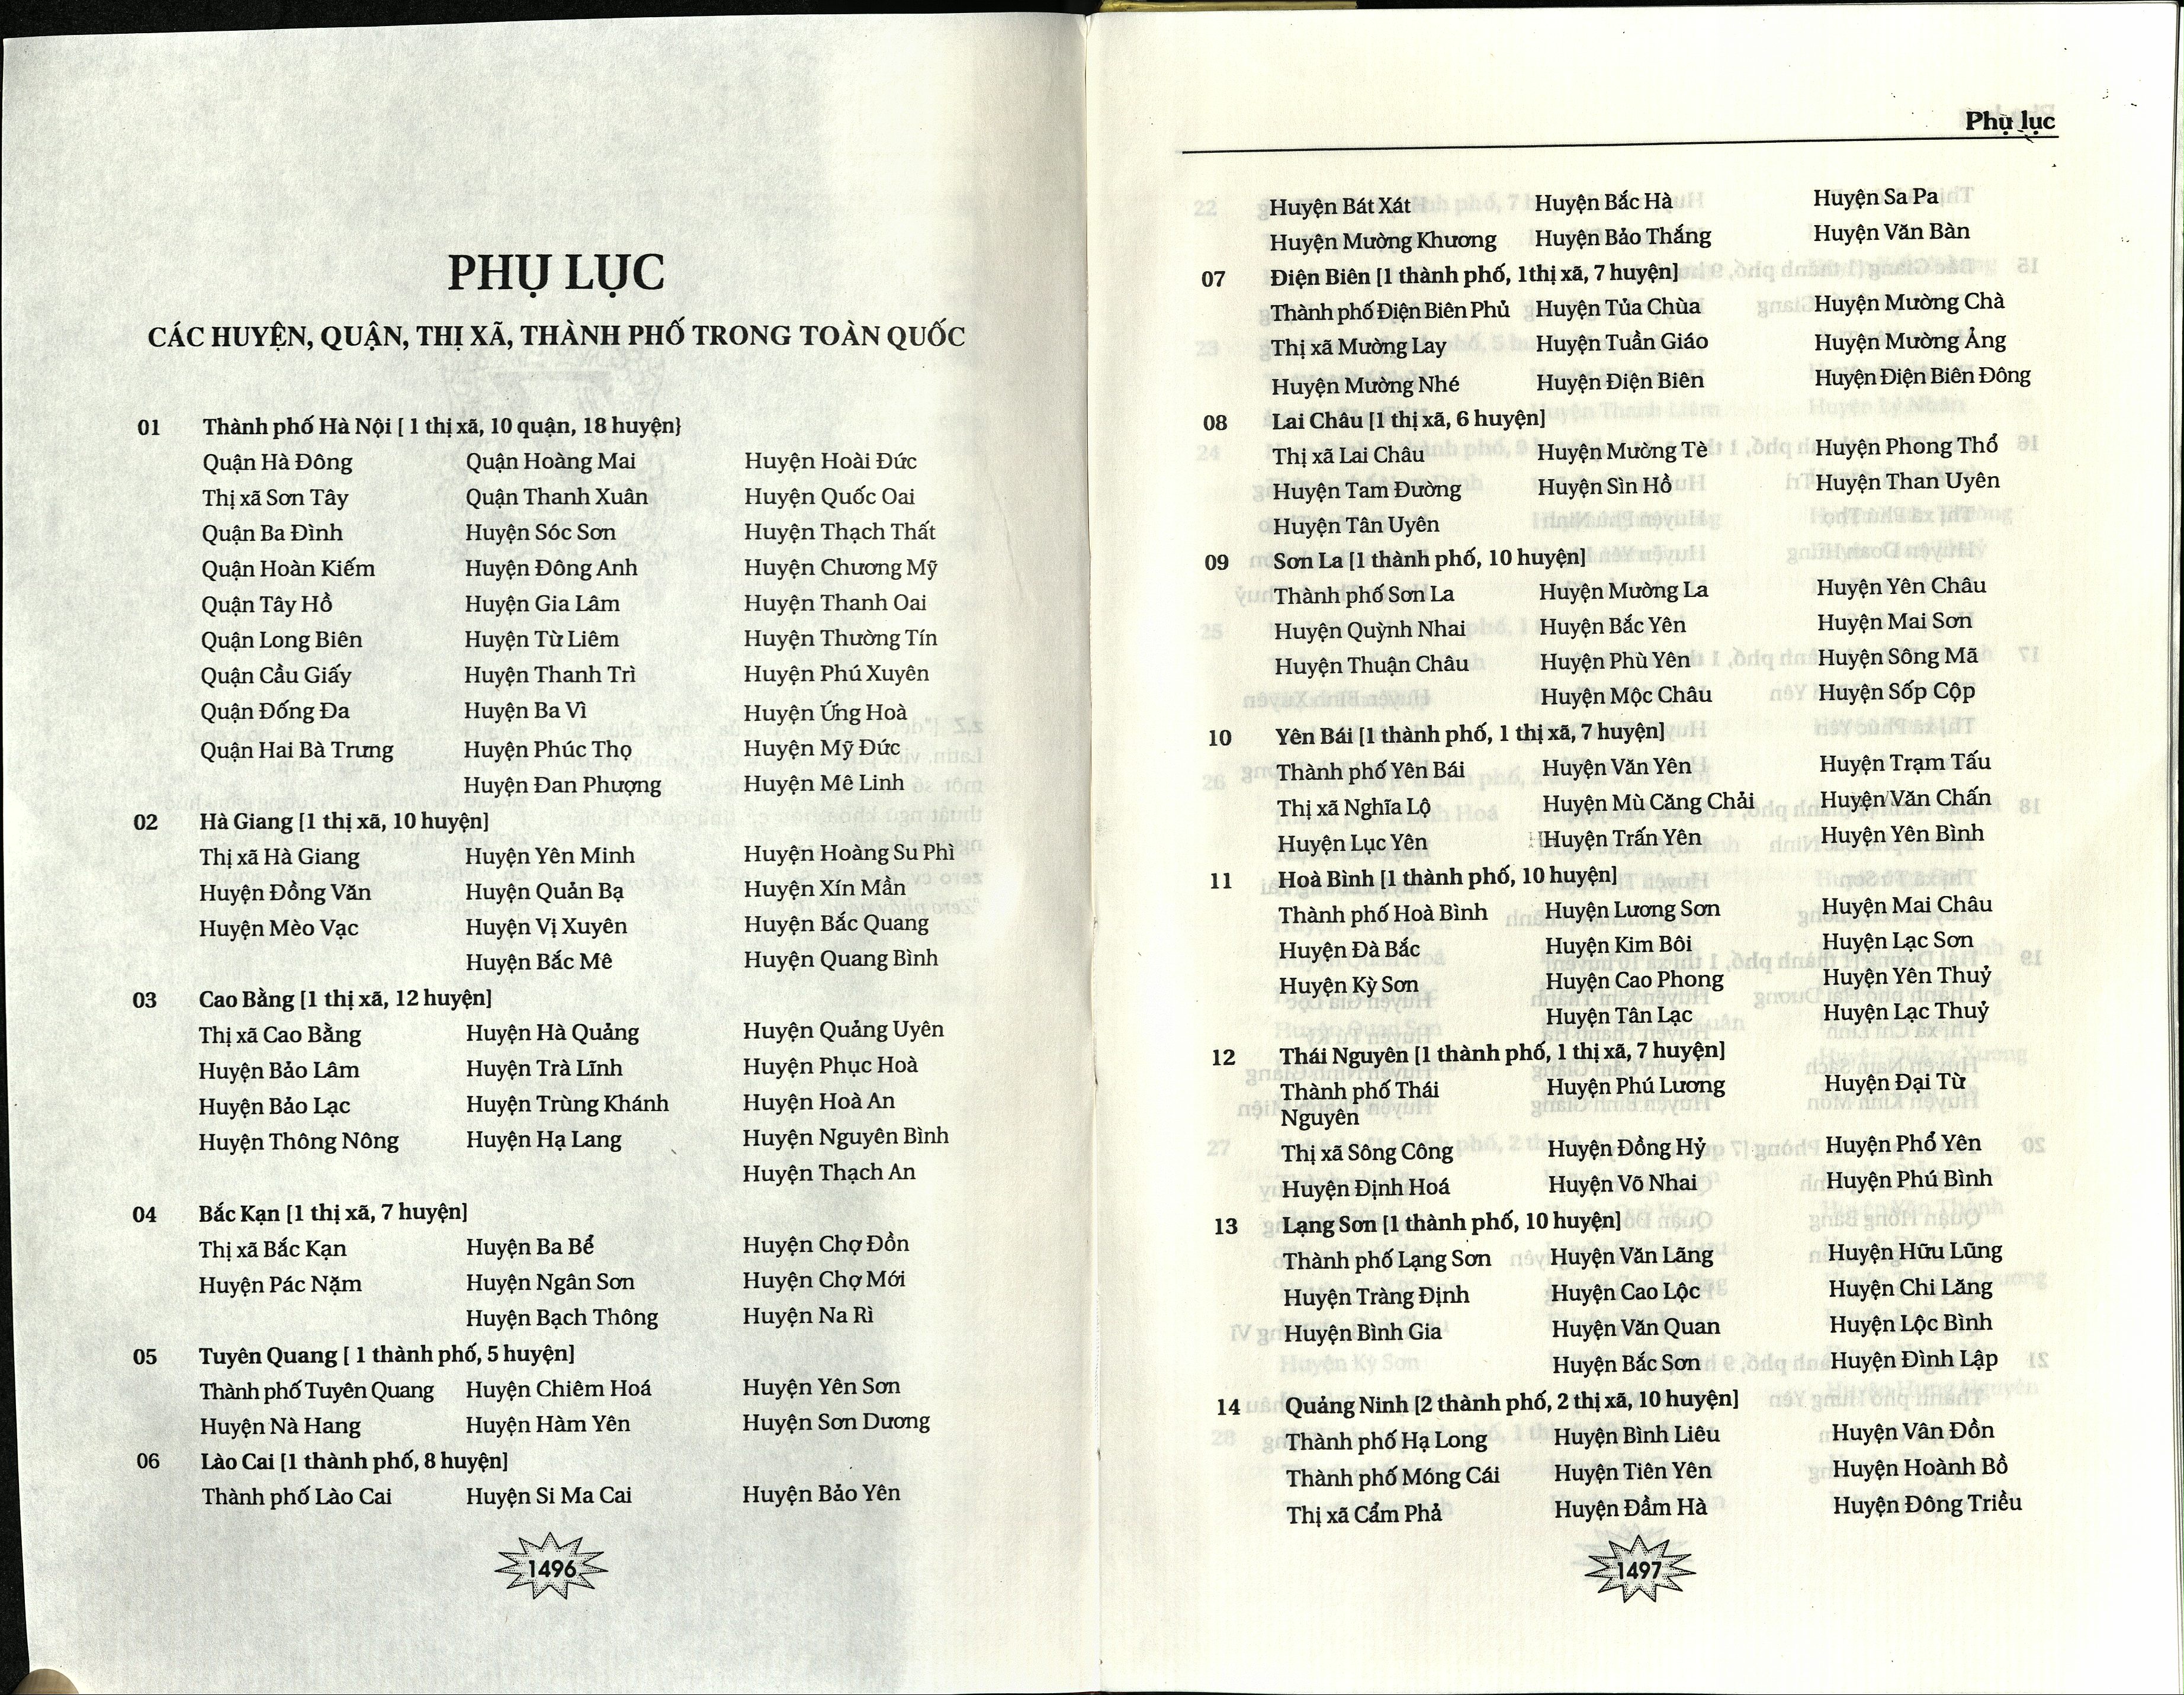 PHỤ LỤC
CÁC HUYỆN, QUẬN, THỊ XÃ, THÀNH PHỐ TRONG TOÀN QUỐC
01 Thành phố Hà Nội [ 1 thị xã, 10 quận, 18 huyện}
Quận Hà Đông Quận Hoàng Mai Huyện Hoài Đức
Thị xã Sơn Tây Quận Thanh Xuân Huyện Quốc Oai
Quận Ba Đình Huyện Sóc Sơn Huyện Thạch Thất
Quận Hoàn Kiếm Huyện Đông Anh Huyện Chương Mỹ
Quận Tây Hồ Huyện Gia Lâm Huyện Thanh Oai
Quận Long Biên Huyện Từ Liêm Huyện Thường Tín
Quận Cầu Giấy Huyện Thanh Trì Huyện Phú Xuyên
Quận Đống Đa Huyện Ba Vì Huyện Ứng Hoà
Quận Hai Bà Trưng Huyện Phúc Thọ Huyện Mỹ Đức
Huyện Đan Phượng Huyện Mê Linh
02 Hà Giang [1 thị xã, 10 huyện]
Thị xã Hà Giang Huyện Yên Minh Huyện Hoàng Su Phì
Huyện Đồng Văn Huyện Quản Bạ Huyện Xín Mần
Huyện Mèo Vạc Huyện Vị Xuyên Huyện Bắc Quang
Huyện Bắc Mê Huyện Quang Bình
03 Cao Bằng [1 thị xã, 12 huyện]
Thị xã Cao Bằng Huyện Hà Quảng Huyện Quảng Uyên
Huyện Bảo Lâm Huyện Trà Lĩnh Huyện Phục Hoà
Huyện Bảo Lạc Huyện Trùng Khánh Huyện Hoà An
Huyện Thông Nông Huyện Hạ Lang Huyện Nguyên Bình
Huyện Thạch An
04 Bắc Kạn [1 thị xã, 7 huyện]
Thị xã Bắc Kạn Huyện Ba Bể Huyện Chợ Đồn
Huyện Pác Nặm Huyện Ngân Sơn Huyện Chợ Mới
Huyện Bạch Thông Huyện Na Rì
05 Tuyên Quang [ 1 thành phố, 5 huyện]
Thành phố Tuyên Quang Huyện Chiêm Hoá Huyện Yên Sơn
Huyện Nà Hang Huyện Hàm Yên Huyện Sơn Dương
06 Lào Cai [1 thành phố, 8 huyện]
Thành phố Lào Cai Huyện Si Ma Cai Huyện Bảo Yên
1496
Phụ lục
Huyện Bát Xát Huyện Bắc Hà Huyện Sa Pa
Huyện Mường Khương Huyện Bảo Thắng Huyện Văn Bàn
07 Điện Biên [1 thành phố, 1thị xã, 7 huyện]
Thành phố Điện Biên Phủ Huyện Tủa Chùa Huyện Mường Chà
Thị xã Mường Lay Huyện Tuần Giáo Huyện Mường Ảng
Huyện Mường Nhé Huyện Điện Biên Huyện Điện Biên Đông
08 Lai Châu [1 thị xã, 6 huyện]
Thị xã Lai Châu Huyện Mường Tè Huyện Phong Thổ
Huyện Tam Đường Huyện Sìn Hồ Huyện Than Uyên
Huyện Tân Uyên
09 Sơn La [1 thành phố, 10 huyện]
Thành phố Sơn La Huyện Mường La Huyện Yên Châu
Huyện Quỳnh Nhai Huyện Bắc Yên Huyện Mai Sơn
Huyện Thuận Châu Huyện Phù Yên Huyện Sông Mã
Huyện Mộc Châu Huyện Sốp Cộp
10 Yên Bái [1 thành phố, 1 thị xã, 7 huyện]
Thành phố Yên Bái Huyện Văn Yên Huyện Trạm Tấu
Thị xã Nghĩa Lộ Huyện Mù Căng Chải Huyện Văn Chấn
Huyện Lục Yên Huyện Trấn Yên Huyện Yên Bình
11 Hoà Bình [1 thành phố, 10 huyện]
Thành phố Hoà Bình Huyện Lương Sơn Huyện Mai Châu
Huyện Đà Bắc Huyện Kim Bôi Huyện Lạc Sơn
Huyện Kỳ Sơn Huyện Cao Phong Huyện Yên Thuỷ
Huyện Tân Lạc Huyện Lạc Thuỷ
12 Thái Nguyên [1 thành phố, 1 thị xã, 7 huyện]
Thành phố Thái Huyện Phú Lương Huyện Đại Từ
Nguyên
Thị xã Sông Công Huyện Đồng Hỷ Huyện Phổ Yên
Huyện Định Hoá Huyện Võ Nhai Huyện Phú Bình
13 Lạng Sơn [1 thành phố, 10 huyện]
Thành phố Lạng Sơn Huyện Văn Lãng Huyện Hữu Lũng
Huyện Tràng Định Huyện Cao Lộc Huyện Chi Lăng
Huyện Bình Gia Huyện Văn Quan Huyện Lộc Bình
Huyện Bắc Sơn Huyện Đình Lập
14 Quảng Ninh [2 thành phố, 2 thị xã, 10 huyện]
Thành phố Hạ Long Huyện Bình Liêu Huyện Vân Đồn
Thành phố Móng Cái Huyện Tiên Yên Huyện Hoành Bồ
Thị xã Cẩm Phả Huyện Đầm Hà Huyện Đông Triều
1497